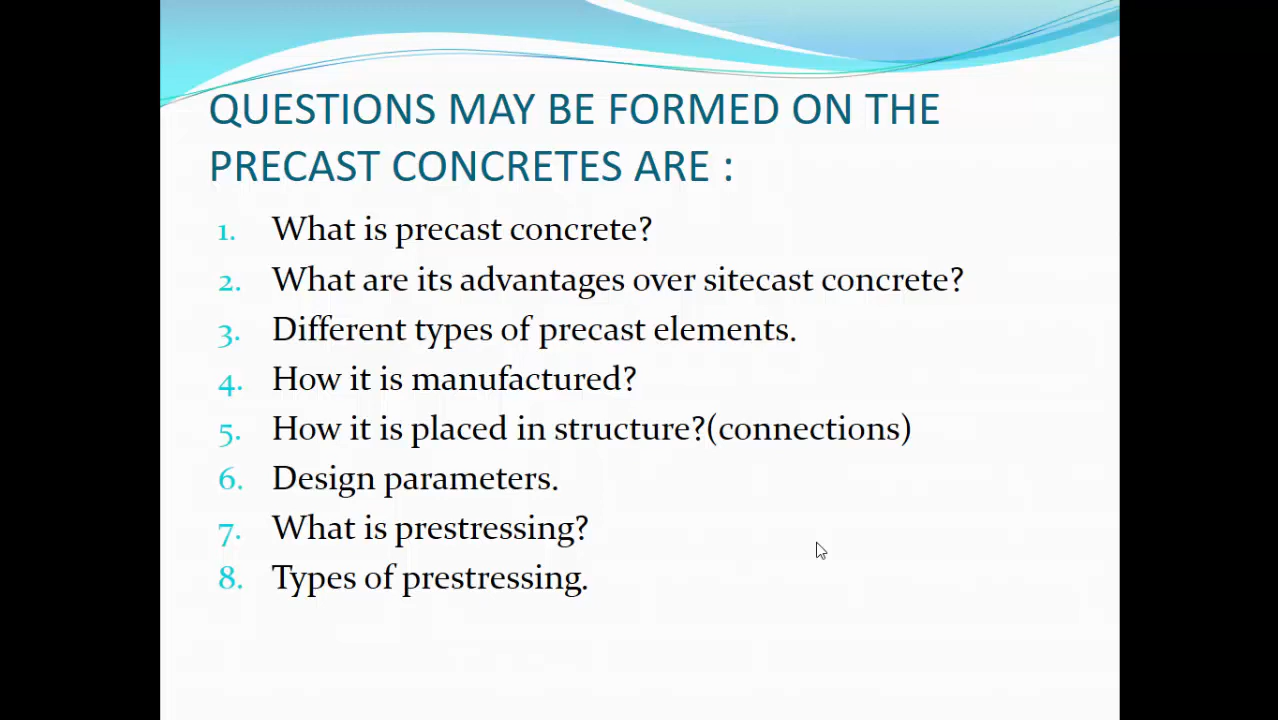 QUESTIONS MAY BE FORMED ON THE
PRECAST CONCRETES ARE :
1. What is precast concrete?
2. What are its advantages over sitecast concrete?
3. Different types of precast elements.
4. How it is manufactured?
5. How it is placed in structure?(connections)
6. Design parameters.
7. What is prestressing?
8. Types of prestressing.